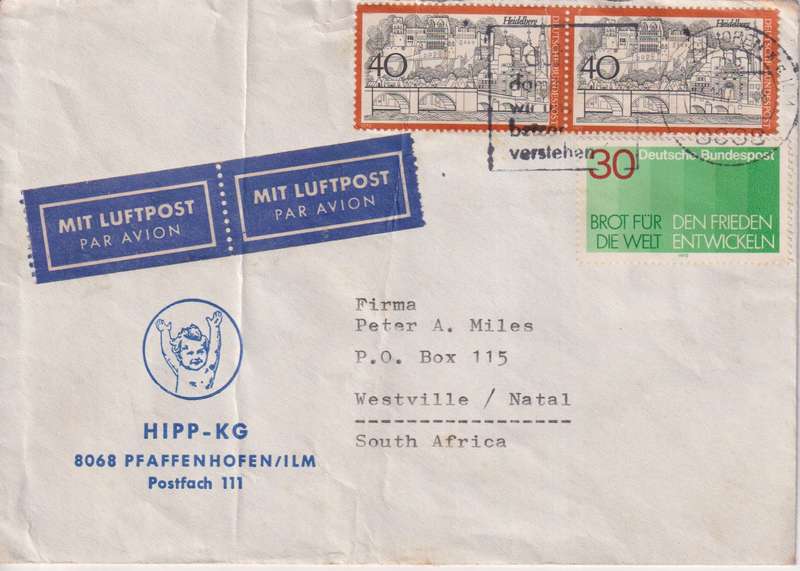 Heidelberg
40
DEUTSCHE BUNDESPOST
Heidelberg
40
DEUTSCHE BUNDESPOST
verstehen
8068
30 Deutsche Bundespost
BROT FÜR DEN FRIEDEN
DIE WELT ENTWICKELN
MIT LUFTPOST
PAR AVION
MIT LUFTPOST
PAR AVION
Firma
Peter A. Miles
P.O. Box 115
Westville / Natal
South Africa
HIPP-KG
8068 PFAFFENHOFEN/ILM
Postfach 111